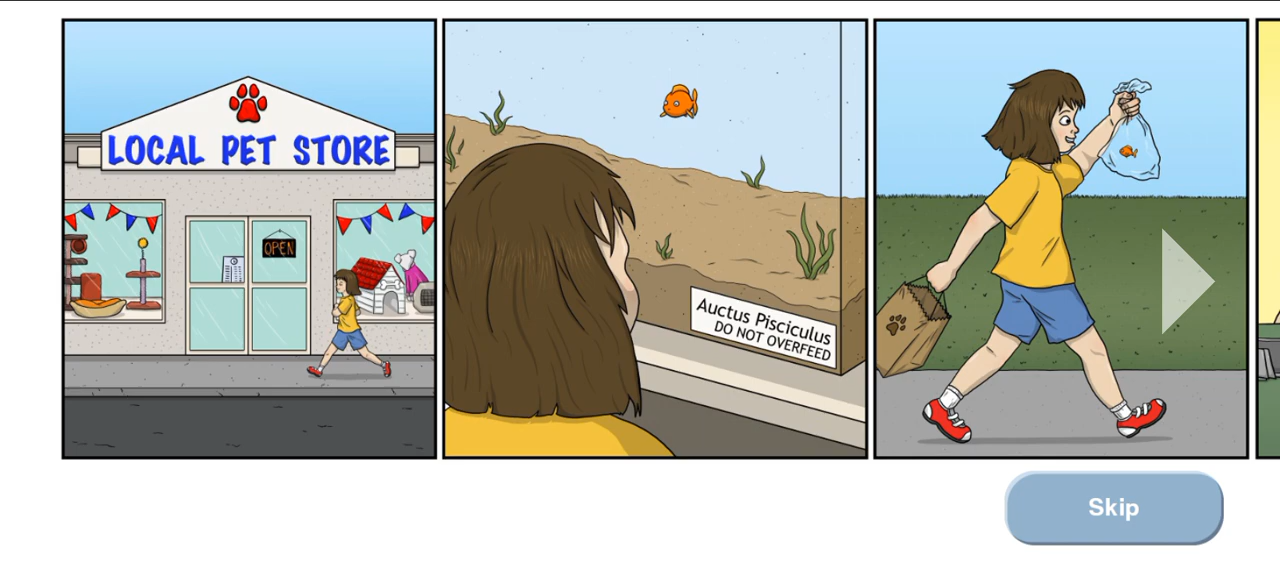 LOCAL PET STORE
OPEN
Auctus Pisciculus
DO NOT OVERFEED
Skip